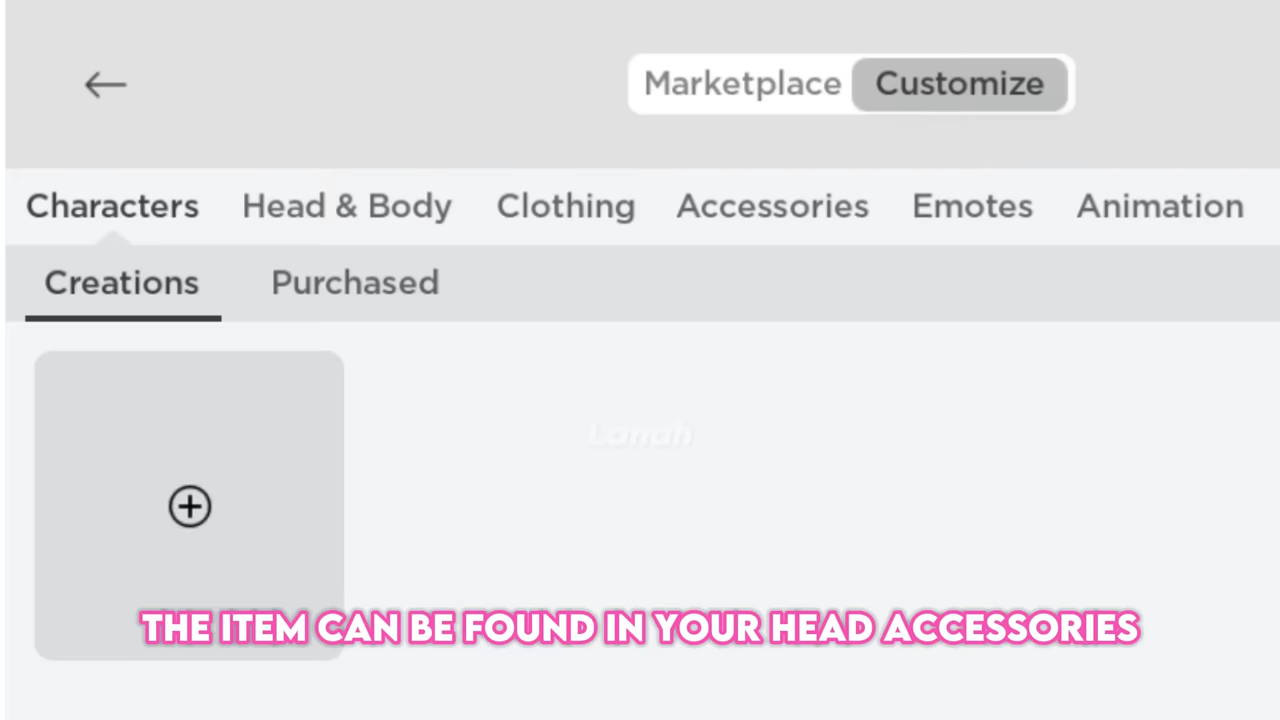 Marketplace Customize
Characters Head & Body Clothing Accessories Emotes Animation
Creations Purchased
Lanah
THE ITEM CAN BE FOUND IN YOUR HEAD ACCESSORIES